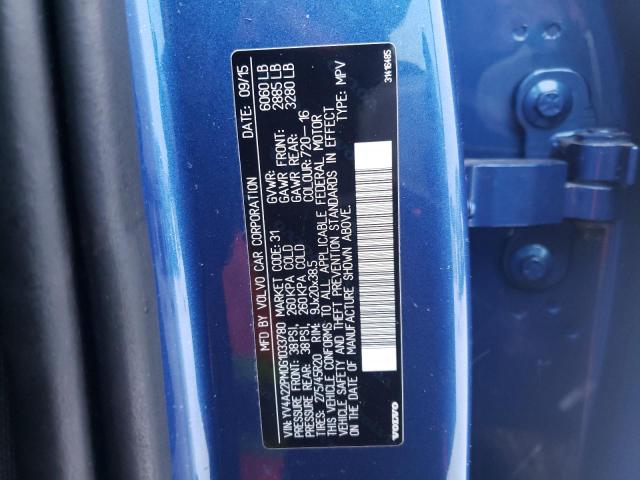 MFD. BY VOLVO CAR CORPORATION DATE: 09/15
VIN: YV4A22PM0G1033780 MARKET CODE: 31 GVWR: 6060 LB
PRESSURE FRONT: 38PSI, 260KPA COLD GAWR FRONT: 2885 LB
PRESSURE REAR: 38PSI, 260KPA COLD GAWR REAR: 3280 LB
TIRES: 275/45R20 RIM: 9Jx20x38.5 COLOUR: 720--16
THIS VEHICLE CONFORMS TO ALL APPLICABLE FEDERAL MOTOR
VEHICLE SAFETY AND THEFT PREVENTION STANDARDS IN EFFECT
ON THE DATE OF MANUFACTURE SHOWN ABOVE. TYPE: MPV
VOLVO 31416485